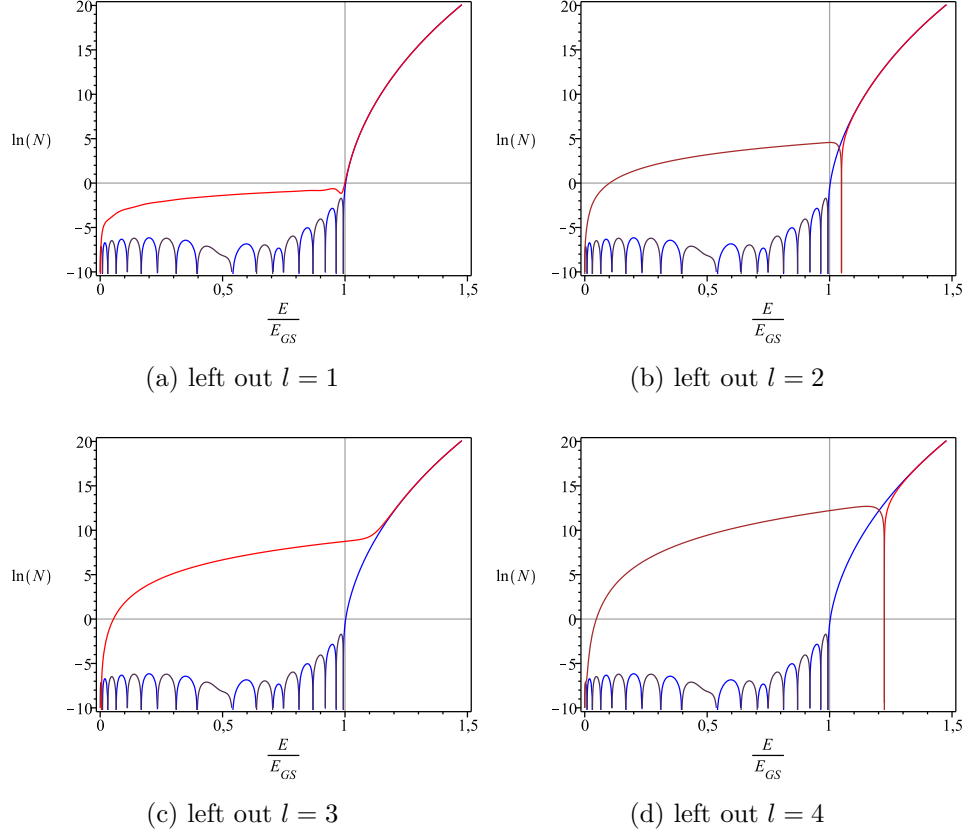 20
15
10
ln(N)
5
0
−5
−10
0
0,5
1
1,5
E
E_GS
(a) left out l = 1
20
15
10
ln(N)
5
0
−5
−10
0
0,5
1
1,5
E
E_GS
(b) left out l = 2
20
15
10
ln(N)
5
0
−5
−10
0
0,5
1
1,5
E
E_GS
(c) left out l = 3
20
15
10
ln(N)
5
0
−5
−10
0
0,5
1
1,5
E
E_GS
(d) left out l = 4